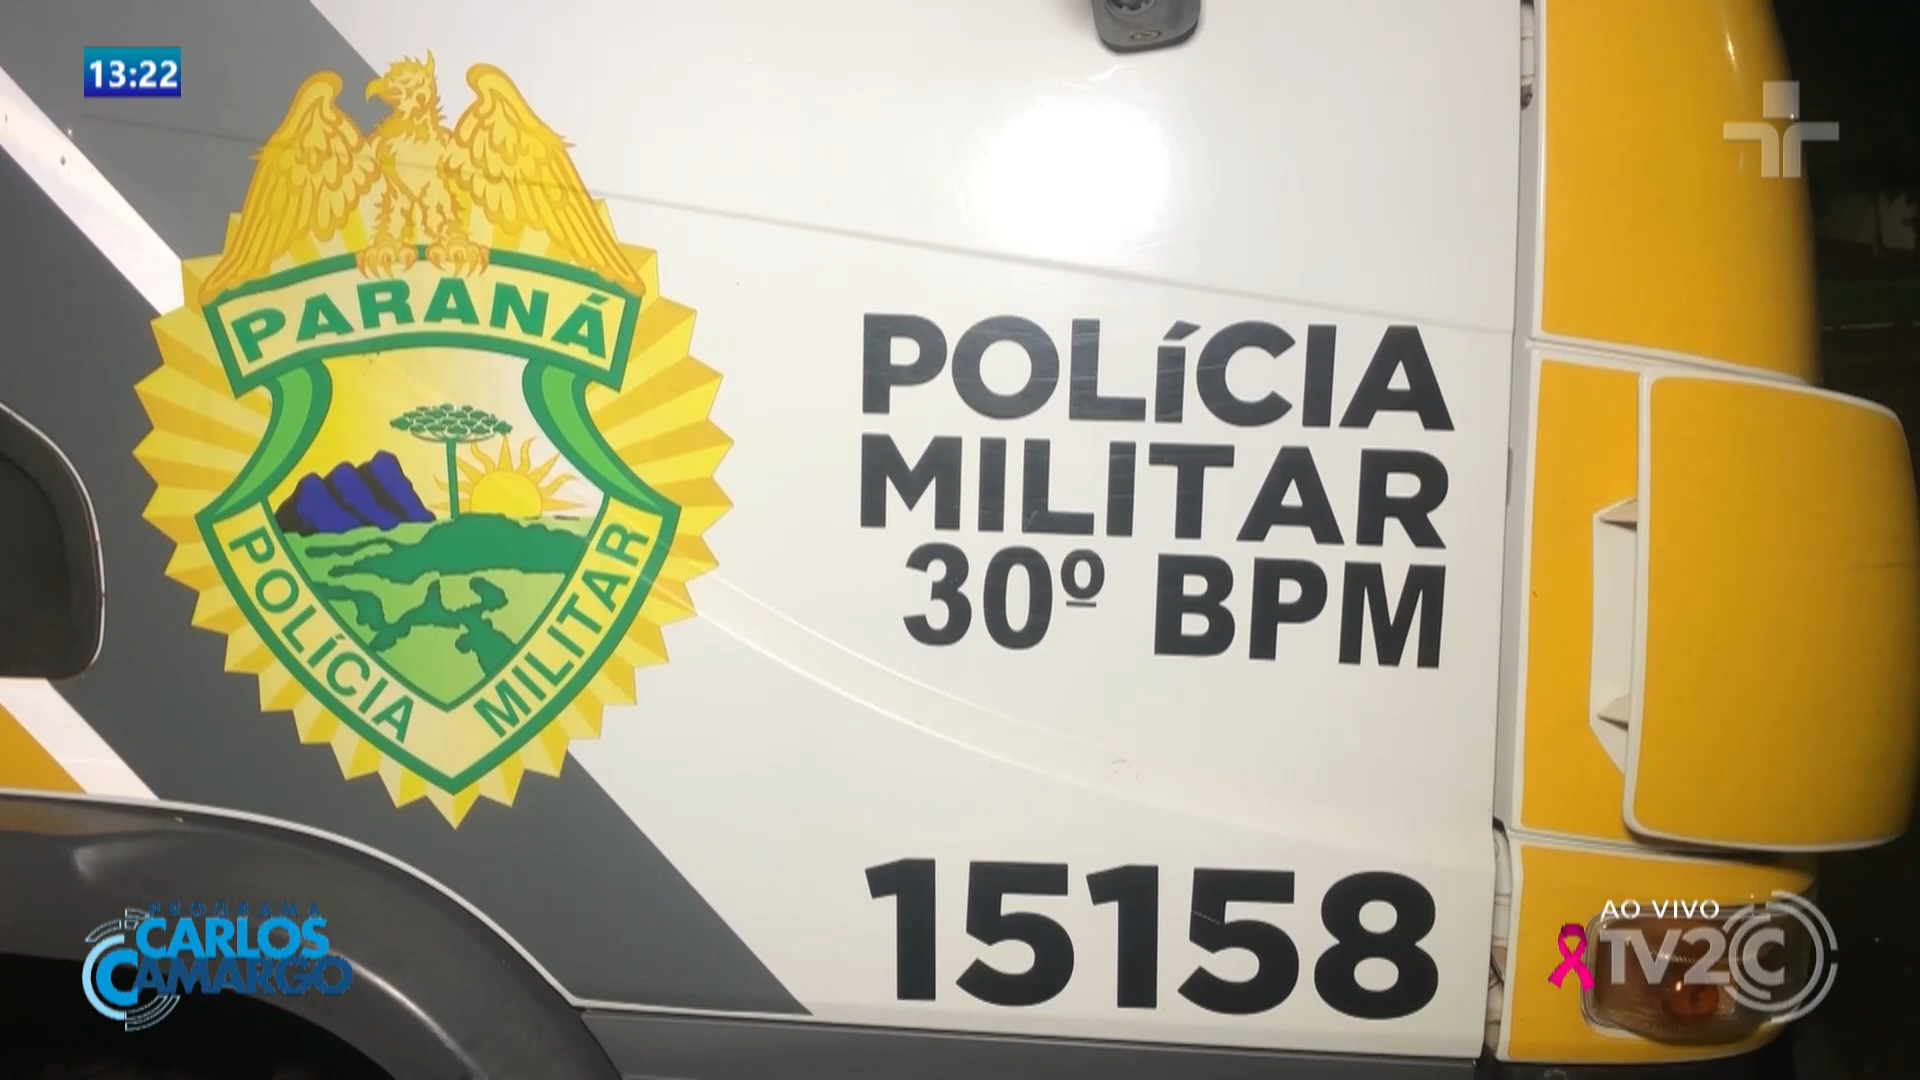 13:22
PARANÁ
POLÍCIA MILITAR
POLÍCIA
MILITAR
30º BPM
15158
PROGRAMA
CARLOS
CAMARGO
AO VIVO
TV2C